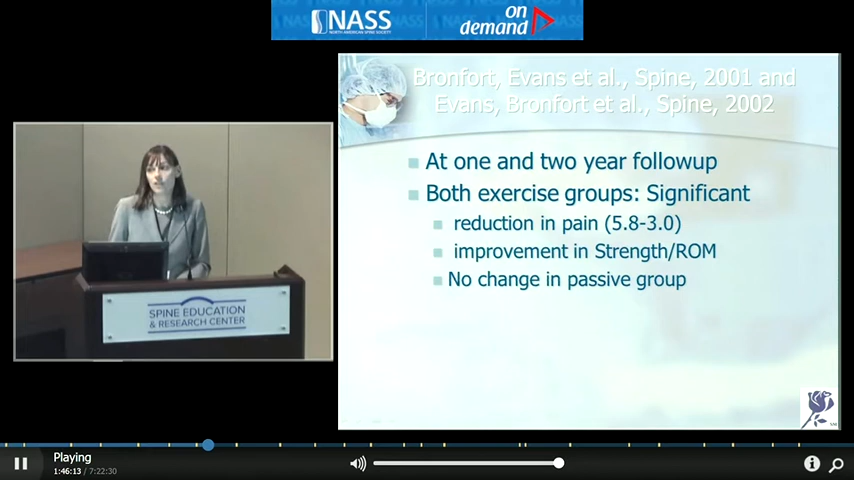 NASS
NORTH AMERICAN SPINE SOCIETY
on
demand
Bronfort, Evans et al., Spine, 2001 and
Evans, Bronfort et al., Spine, 2002
At one and two year followup
Both exercise groups: Significant
reduction in pain (5.8-3.0)
improvement in Strength/ROM
No change in passive group
SPINE EDUCATION
& RESEARCH CENTER
Playing
1:46:13 / 7:22:30